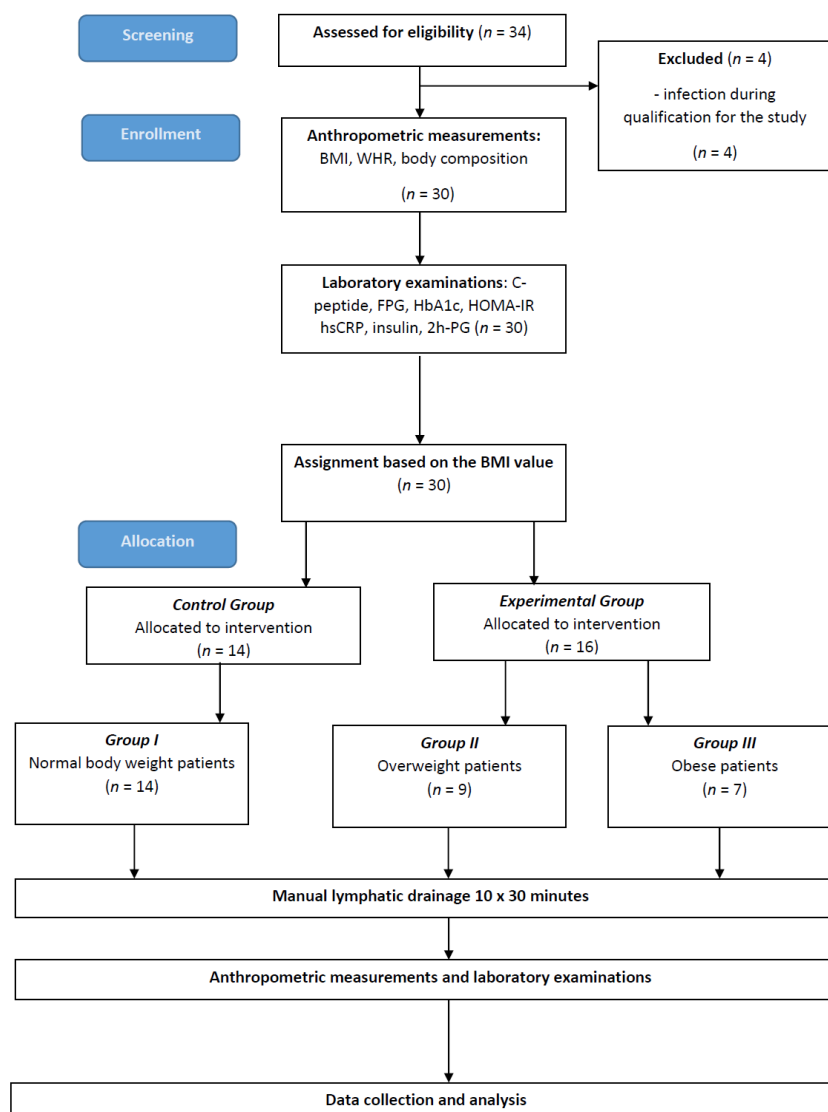 Screening
Assessed for eligibility (n = 34)
Excluded (n = 4)
- infection during
qualification for the study
(n = 4)
Enrollment
Anthropometric measurements:
BMI, WHR, body composition
(n = 30)
Laboratory examinations: C-
peptide, FPG, HbA1c, HOMA-IR
hsCRP, insulin, 2h-PG (n = 30)
Assignment based on the BMI value
(n = 30)
Allocation
Control Group
Allocated to intervention
(n = 14)
Experimental Group
Allocated to intervention
(n = 16)
Group I
Normal body weight patients
(n = 14)
Group II
Overweight patients
(n = 9)
Group III
Obese patients
(n = 7)
Manual lymphatic drainage 10 x 30 minutes
Anthropometric measurements and laboratory examinations
Data collection and analysis